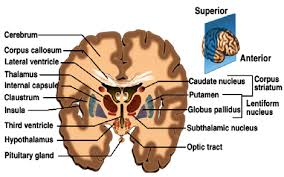 Superior
Anterior
Cerebrum
Corpus callosum
Lateral ventricle
Thalamus
Internal capsule
Claustrum
Insula
Third ventricle
Hypothalamus
Pituitary gland
Caudate nucleus
Putamen
Globus pallidus
Subthalamic nucleus
Optic tract
Corpus
striatum
Lentiform
nucleus